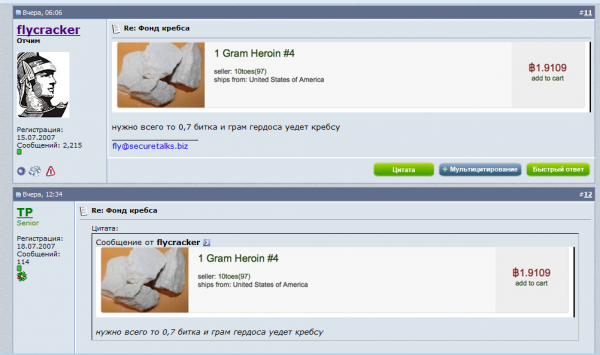 Вчера, 06:06
#11
flycracker
Отчим
Регистрация:
15.07.2007
Сообщений: 2,215
Re: Фонд кребса
1 Gram Heroin #4
seller: 10toes(97)
ships from: United States of America
฿1.9109
add to cart
нужно всего то 0,7 битка и грам гердоса уедет кребсу
fly@securetalks.biz
Цитата
Мультицитирование
Быстрый ответ
Вчера, 12:34
#12
TP
Senior
Регистрация:
18.07.2007
Сообщений:
114
Re: Фонд кребса
Цитата:
Сообщение от flycracker
1 Gram Heroin #4
seller: 10toes(97)
ships from: United States of America
฿1.9109
add to cart
нужно всего то 0,7 битка и грам гердоса уедет кребсу